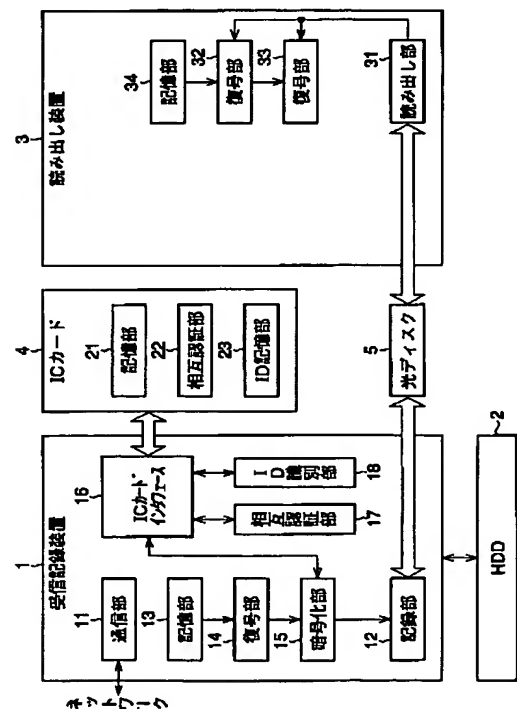 1
受信記録装置
ネットワーク
11
通信部
13
記憶部
14
復号部
15
暗号化部
12
記録部
16
ICカード
インタフェース
17
相互認証部
18
ID識別部
HDD
2
4
ICカード
21
記憶部
22
相互認証部
23
ID記憶部
光ディスク
5
3
読み出し装置
34
記憶部
32
復号部
33
復号部
31
読み出し部